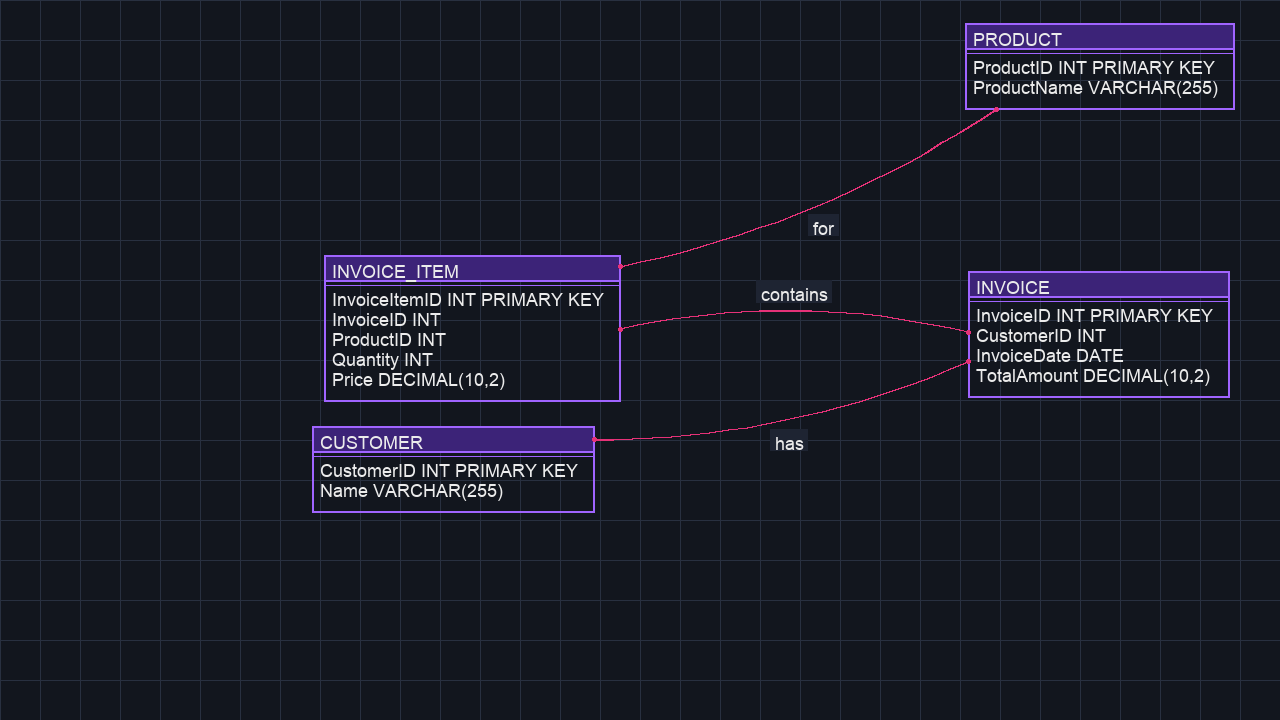 PRODUCT
ProductID INT PRIMARY KEY
ProductName VARCHAR(255)
for
INVOICE_ITEM
InvoiceItemID INT PRIMARY KEY
InvoiceID INT
ProductID INT
Quantity INT
Price DECIMAL(10,2)
contains
INVOICE
InvoiceID INT PRIMARY KEY
CustomerID INT
InvoiceDate DATE
TotalAmount DECIMAL(10,2)
CUSTOMER
CustomerID INT PRIMARY KEY
Name VARCHAR(255)
has